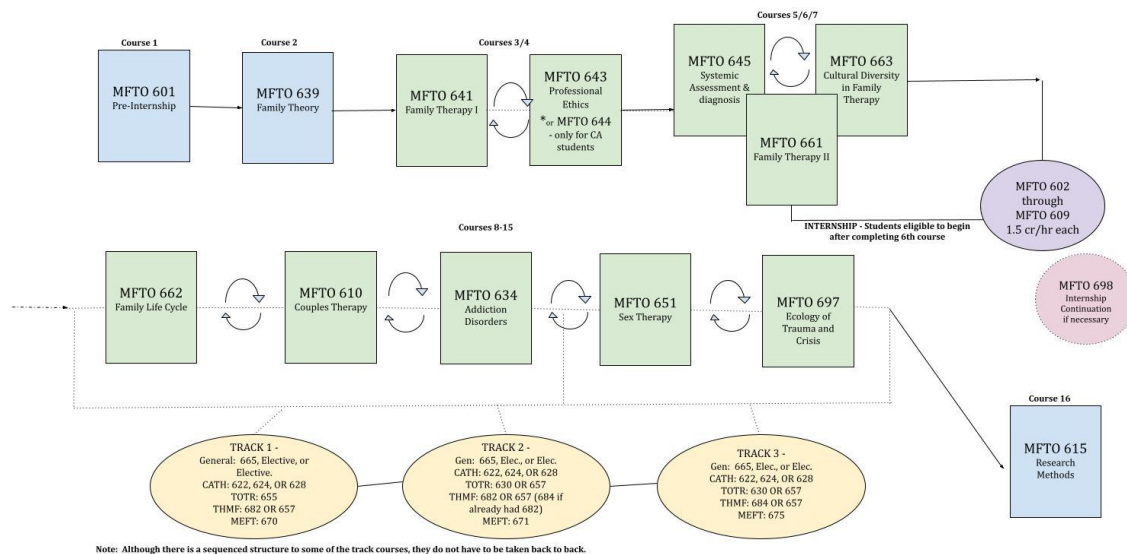 Course 1
MFTO 601
Pre-Internship
Course 2
MFTO 639
Family Theory
Courses 3/4
MFTO 641
Family Therapy I
MFTO 643
Professional
Ethics
*or MFTO 644
- only for CA
students
Courses 5/6/7
MFTO 645
Systemic
Assessment &
diagnosis
MFTO 663
Cultural Diversity
in Family
Therapy
MFTO 661
Family Therapy II
MFTO 602
through
MFTO 609
1.5 cr/hr each
INTERNSHIP - Students eligible to begin
after completing 6th course
MFTO 698
Internship
Continuation
if necessary
Courses 8-15
MFTO 662
Family Life Cycle
MFTO 610
Couples Therapy
MFTO 634
Addiction
Disorders
MFTO 651
Sex Therapy
MFTO 697
Ecology of
Trauma and
Crisis
Course 16
MFTO 615
Research
Methods
TRACK 1 -
General: 665, Elective, or
Elective.
CATH: 622, 624, OR 628
TOTR: 655
THMF: 682 OR 657
MEFT: 670
TRACK 2 -
Gen: 665, Elec., or Elec.
CATH: 622, 624, OR 628
TOTR: 630 OR 657
THMF: 682 OR 657 (684 if
already had 682)
MEFT: 671
TRACK 3 -
Gen: 665, Elec., or Elec.
CATH: 622, 624, OR 628
TOTR: 630 OR 657
THMF: 684 OR 657
MEFT: 675
Note: Although there is a sequenced structure to some of the track courses, they do not have to be taken back to back.